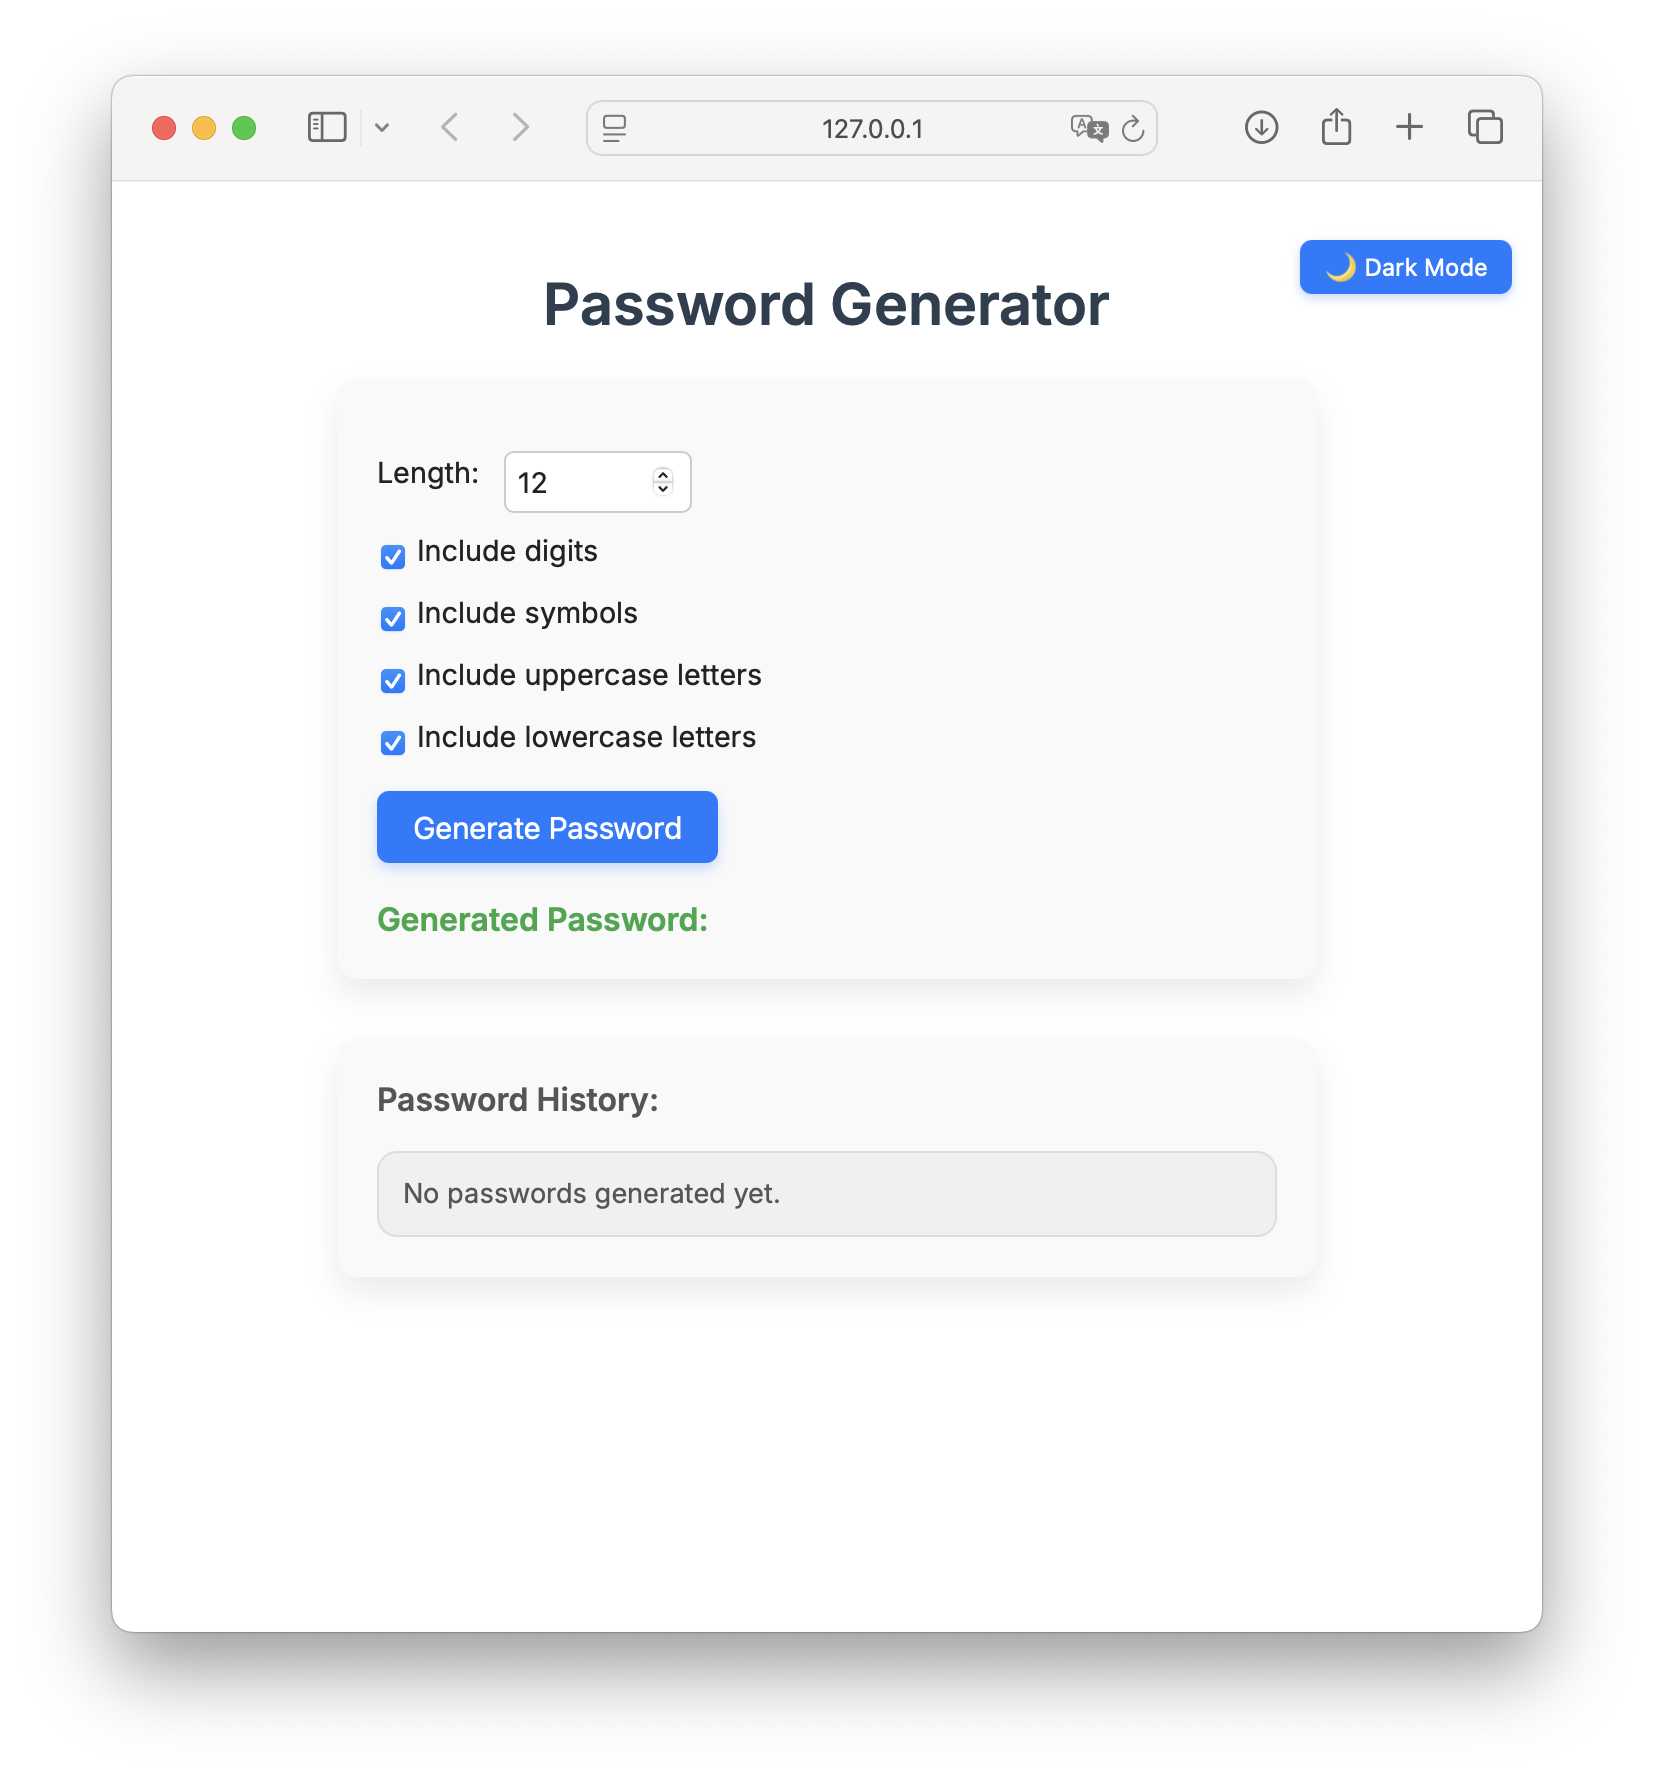 127.0.0.1
🌙 Dark Mode
Password Generator
Length: 12
Include digits
Include symbols
Include uppercase letters
Include lowercase letters
Generate Password
Generated Password:
Password History:
No passwords generated yet.